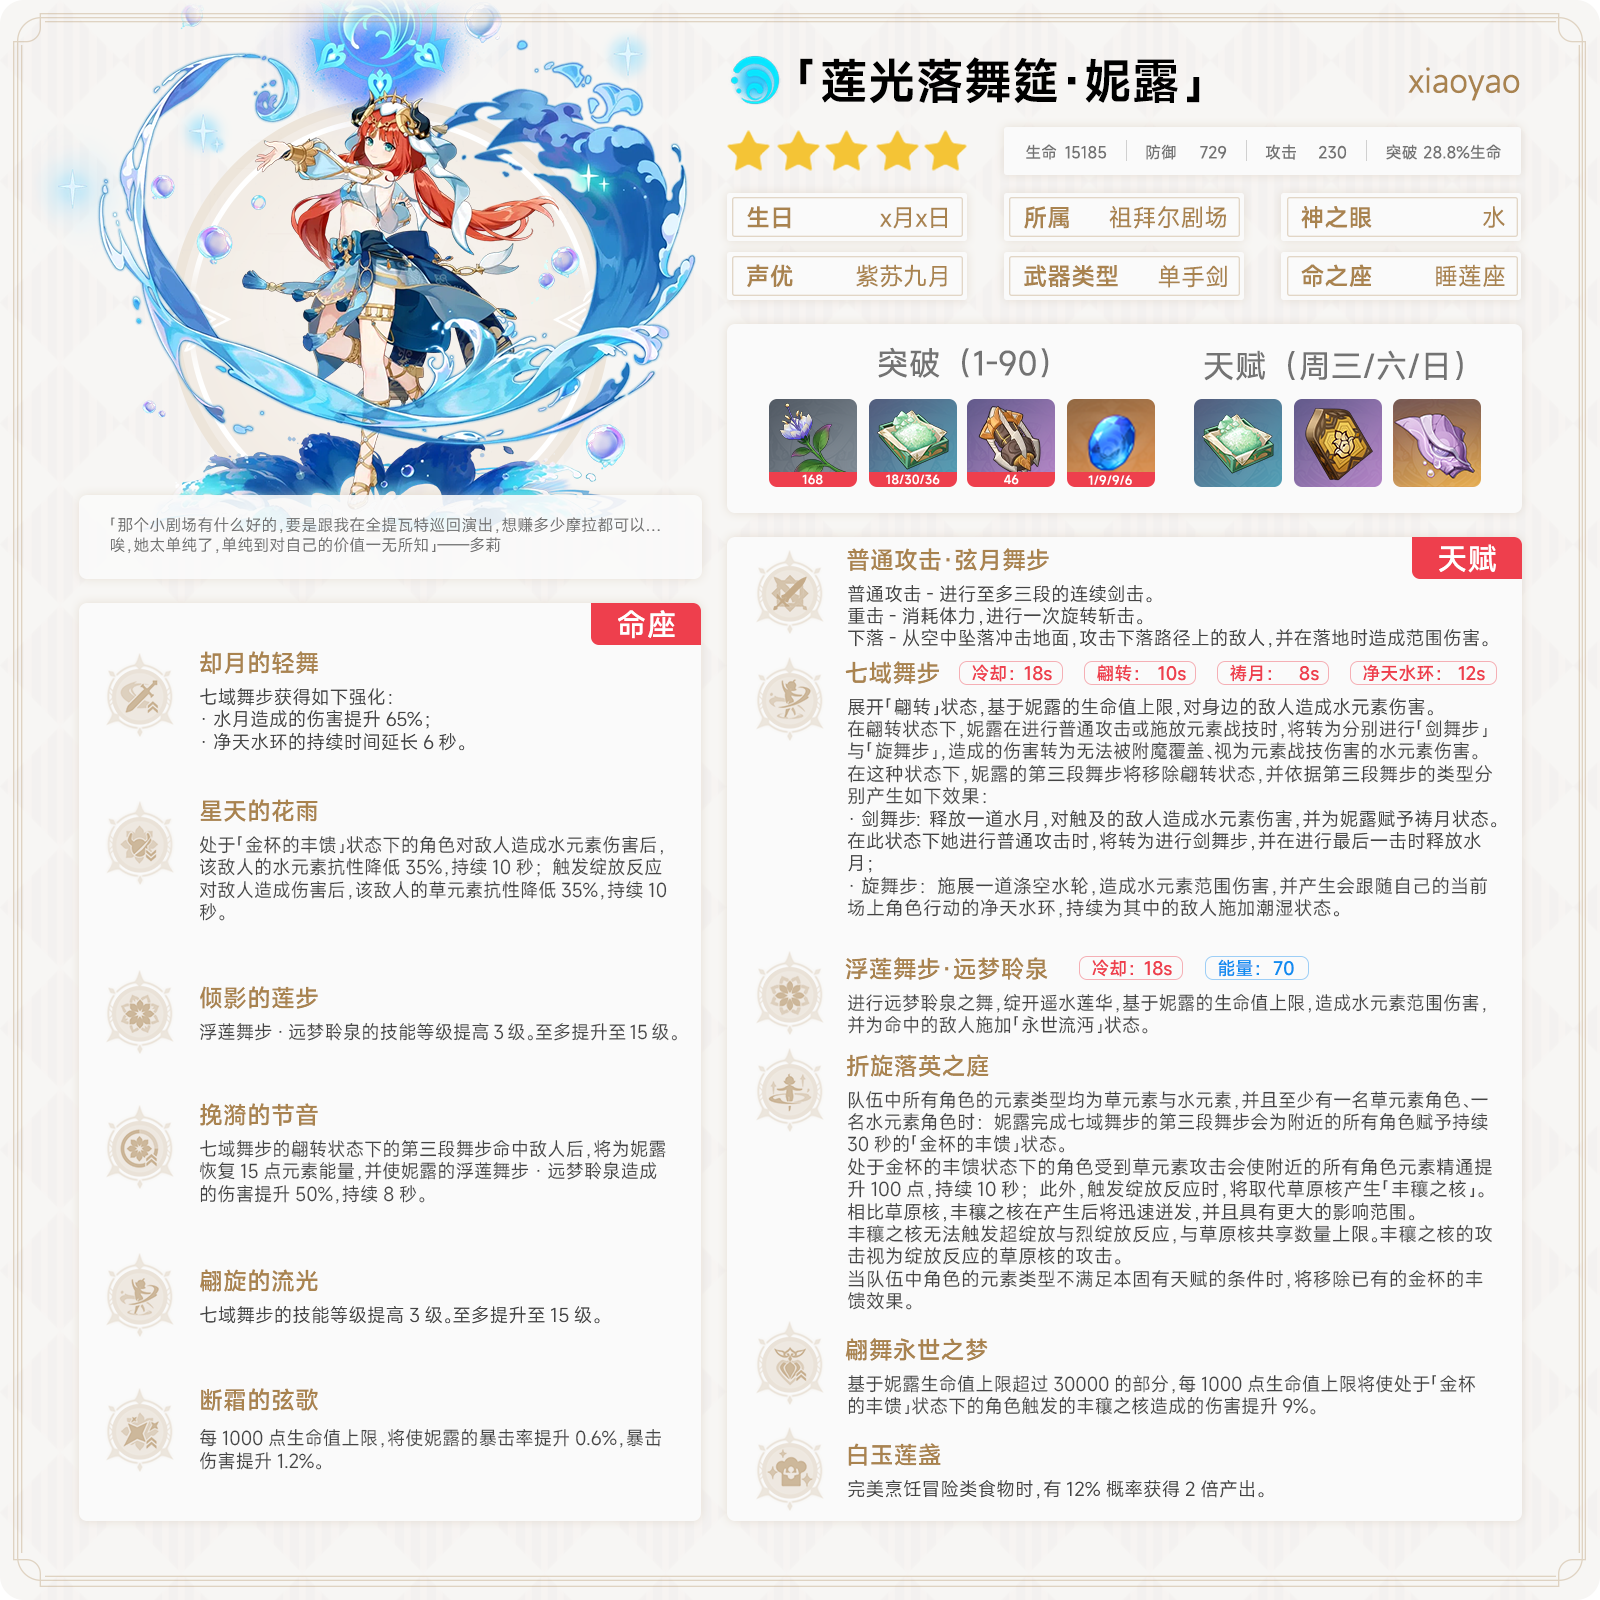 「莲光落舞筵·妮露」
xiaoyao
生命 15185 防御 729 攻击 230 突破 28.8%生命
生日 x月x日
所属 祖拜尔剧场
神之眼 水
声优 紫苏九月
武器类型 单手剑
命之座 睡莲座
突破（1-90）
天赋（周三/六/日）
168
18/30/36
46
1/9/9/6
「那个小剧场有什么好的,要是跟我在全提瓦特巡回演出,想赚多少摩拉都可以...
唉,她太单纯了,单纯到对自己的价值一无所知」——多莉
命座
却月的轻舞
七域舞步获得如下强化：
· 水月造成的伤害提升 65%；
· 净天水环的持续时间延长 6 秒。
星天的花雨
处于「金杯的丰馈」状态下的角色对敌人造成水元素伤害后,
该敌人的水元素抗性降低 35%,持续 10 秒；触发绽放反应
对敌人造成伤害后,该敌人的草元素抗性降低 35%,持续 10
秒。
倾影的莲步
浮莲舞步 · 远梦聆泉的技能等级提高 3 级。至多提升至 15 级。
挽漪的节音
七域舞步的翩转状态下的第三段舞步命中敌人后,将为妮露
恢复 15 点元素能量,并使妮露的浮莲舞步 · 远梦聆泉造成
的伤害提升 50%,持续 8 秒。
翩旋的流光
七域舞步的技能等级提高 3 级。至多提升至 15 级。
断霜的弦歌
每 1000 点生命值上限,将使妮露的暴击率提升 0.6%,暴击
伤害提升 1.2%。
天赋
普通攻击·弦月舞步
普通攻击 - 进行至多三段的连续剑击。
重击 - 消耗体力,进行一次旋转斩击。
下落 - 从空中坠落冲击地面,攻击下落路径上的敌人,并在落地时造成范围伤害。
七域舞步 冷却：18s 翩转：10s 祷月：8s 净天水环：12s
展开「翩转」状态,基于妮露的生命值上限,对身边的敌人造成水元素伤害。
在翩转状态下,妮露在进行普通攻击或施放元素战技时,将转为分别进行「剑舞步」
与「旋舞步」,造成的伤害转为无法被附魔覆盖、视为元素战技伤害的水元素伤害。
在这种状态下,妮露的第三段舞步将移除翩转状态,并依据第三段舞步的类型分
别产生如下效果：
· 剑舞步：释放一道水月,对触及的敌人造成水元素伤害,并为妮露赋予祷月状态。
在此状态下她进行普通攻击时,将转为进行剑舞步,并在进行最后一击时释放水
月；
· 旋舞步：施展一道涤空水轮,造成水元素范围伤害,并产生会跟随自己的当前
场上角色行动的净天水环,持续为其中的敌人施加潮湿状态。
浮莲舞步·远梦聆泉 冷却：18s 能量：70
进行远梦聆泉之舞,绽开遥水莲华,基于妮露的生命值上限,造成水元素范围伤害,
并为命中的敌人施加「永世流沔」状态。
折旋落英之庭
队伍中所有角色的元素类型均为草元素与水元素,并且至少有一名草元素角色、一
名水元素角色时：妮露完成七域舞步的第三段舞步会为附近的所有角色赋予持续
30 秒的「金杯的丰馈」状态。
处于金杯的丰馈状态下的角色受到草元素攻击会使附近的所有角色元素精通提
升 100 点,持续 10 秒；此外,触发绽放反应时,将取代草原核产生「丰穰之核」。
相比草原核,丰穰之核在产生后将迅速迸发,并且具有更大的影响范围。
丰穰之核无法触发超绽放与烈绽放反应,与草原核共享数量上限。丰穰之核的攻
击视为绽放反应的草原核的攻击。
当队伍中角色的元素类型不满足本固有天赋的条件时,将移除已有的金杯的丰
馈效果。
翩舞永世之梦
基于妮露生命值上限超过 30000 的部分,每 1000 点生命值上限将使处于「金杯
的丰馈」状态下的角色触发的丰穰之核造成的伤害提升 9%。
白玉莲盏
完美烹饪冒险类食物时,有 12% 概率获得 2 倍产出。